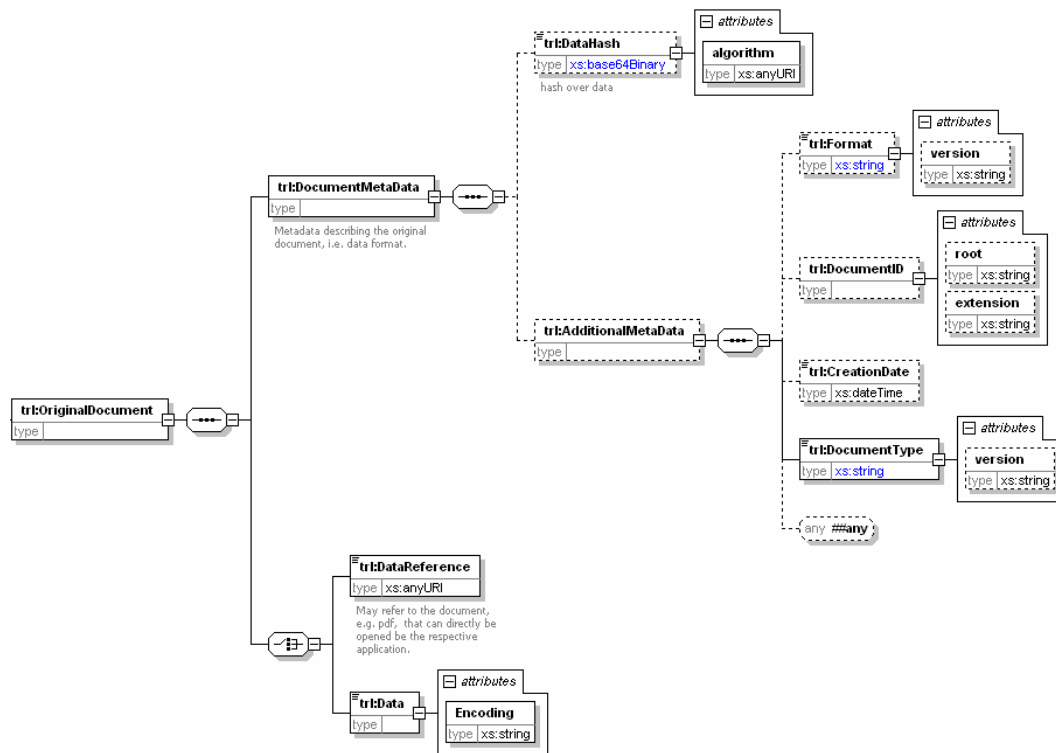 attributes
trl:DataHash
type xs:base64Binary
hash over data
algorithm
type xs:anyURI
attributes
trl:Format
type xs:string
version
type xs:string
trl:DocumentMetaData
type
Metadata describing the original
document, i.e. data format.
attributes
trl:DocumentID
type
root
type xs:string
extension
type xs:string
trl:AdditionalMetaData
type
trl:CreationDate
type xs:dateTime
trl:OriginalDocument
type
attributes
trl:DocumentType
type xs:string
version
type xs:string
any ##any
trl:DataReference
type xs:anyURI
May refer to the document,
e.g. pdf, that can directly be
opened be the respective
application.
attributes
trl:Data
type
Encoding
type xs:string